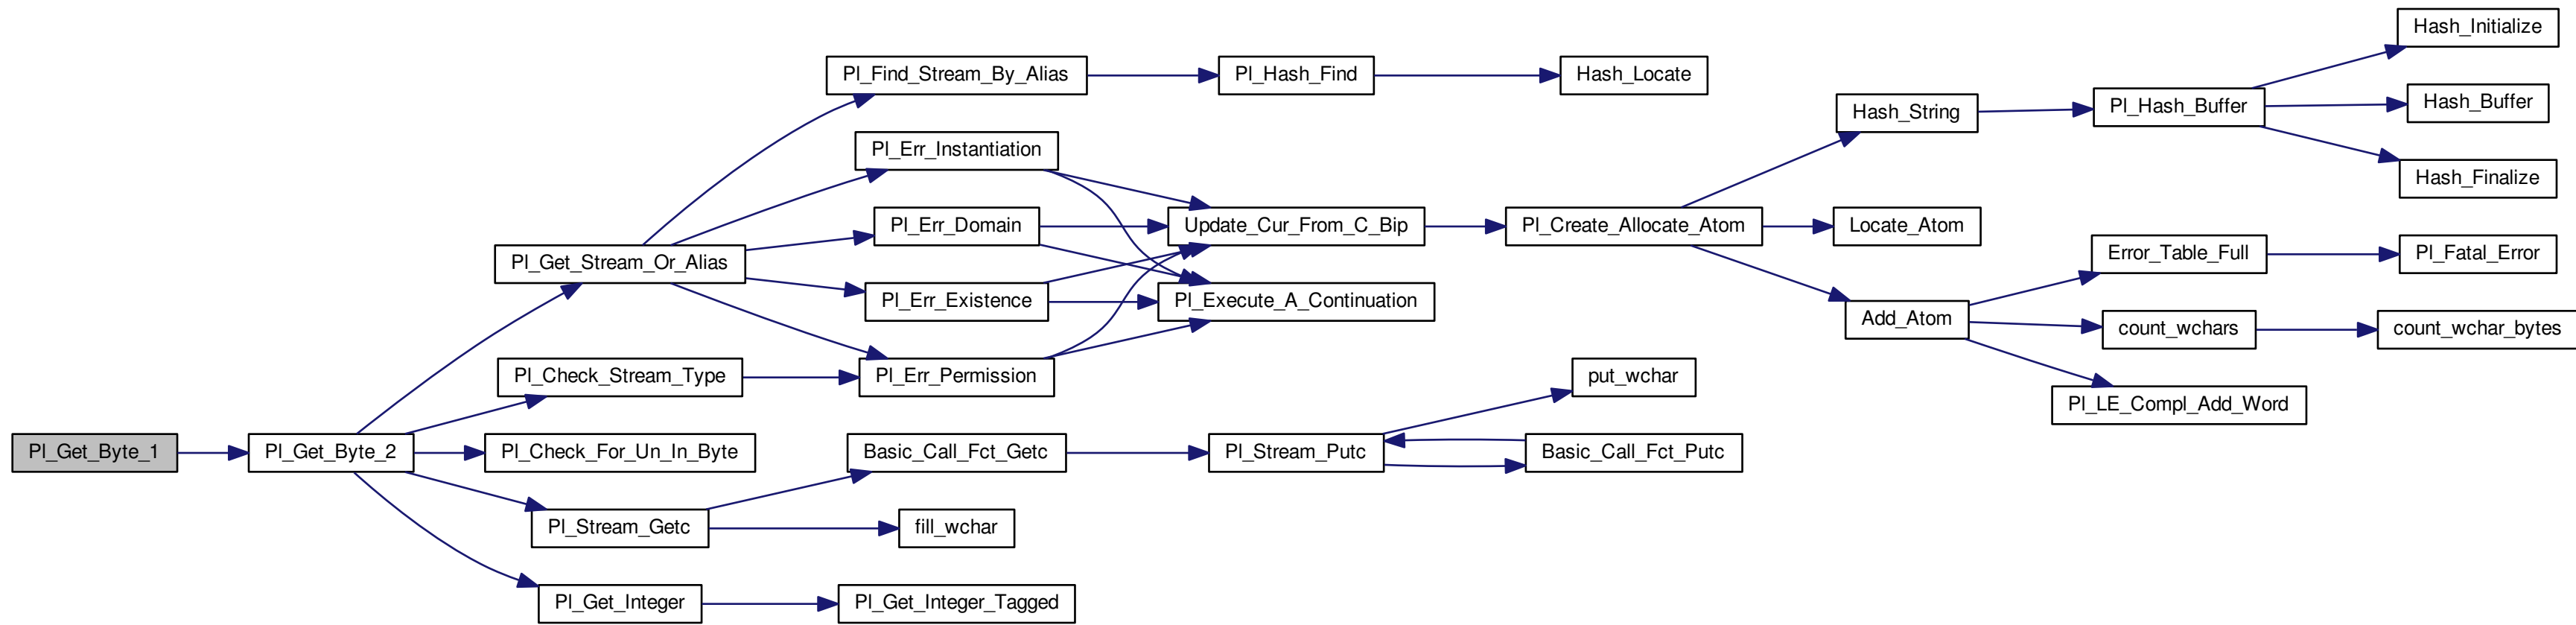 Pl_Get_Byte_1
Pl_Get_Byte_2
Pl_Get_Stream_Or_Alias
Pl_Check_Stream_Type
Pl_Check_For_Un_In_Byte
Pl_Stream_Getc
Pl_Get_Integer
Pl_Find_Stream_By_Alias
Pl_Err_Instantiation
Pl_Err_Domain
Pl_Err_Existence
Pl_Err_Permission
Basic_Call_Fct_Getc
fill_wchar
Pl_Get_Integer_Tagged
Pl_Hash_Find
Update_Cur_From_C_Bip
Pl_Execute_A_Continuation
Pl_Stream_Putc
Hash_Locate
Pl_Create_Allocate_Atom
put_wchar
Basic_Call_Fct_Putc
Hash_String
Locate_Atom
Add_Atom
Pl_Hash_Buffer
Error_Table_Full
count_wchars
Pl_LE_Compl_Add_Word
Hash_Initialize
Hash_Buffer
Hash_Finalize
Pl_Fatal_Error
count_wchar_bytes